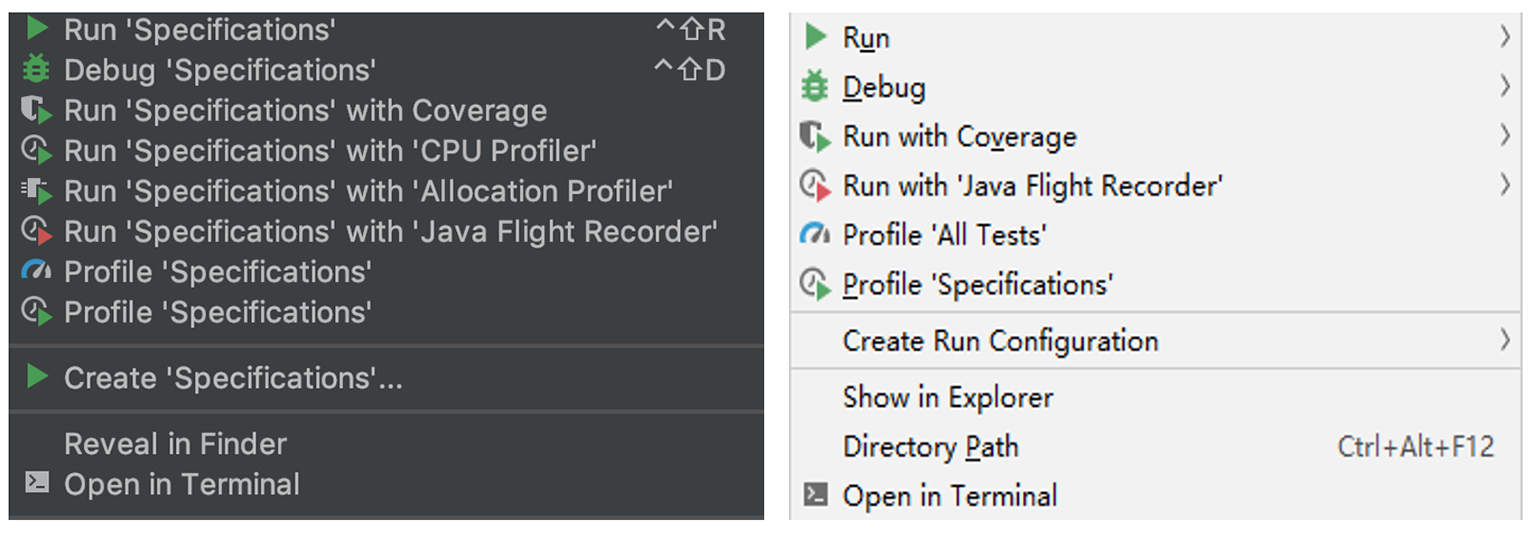 Run 'Specifications' ^⇧R
Debug 'Specifications' ^⇧D
Run 'Specifications' with Coverage
Run 'Specifications' with 'CPU Profiler'
Run 'Specifications' with 'Allocation Profiler'
Run 'Specifications' with 'Java Flight Recorder'
Profile 'Specifications'
Profile 'Specifications'
Create 'Specifications'...
Reveal in Finder
Open in Terminal
Run
Debug
Run with Coverage
Run with 'Java Flight Recorder'
Profile 'All Tests'
Profile 'Specifications'
Create Run Configuration
Show in Explorer
Directory Path Ctrl+Alt+F12
Open in Terminal